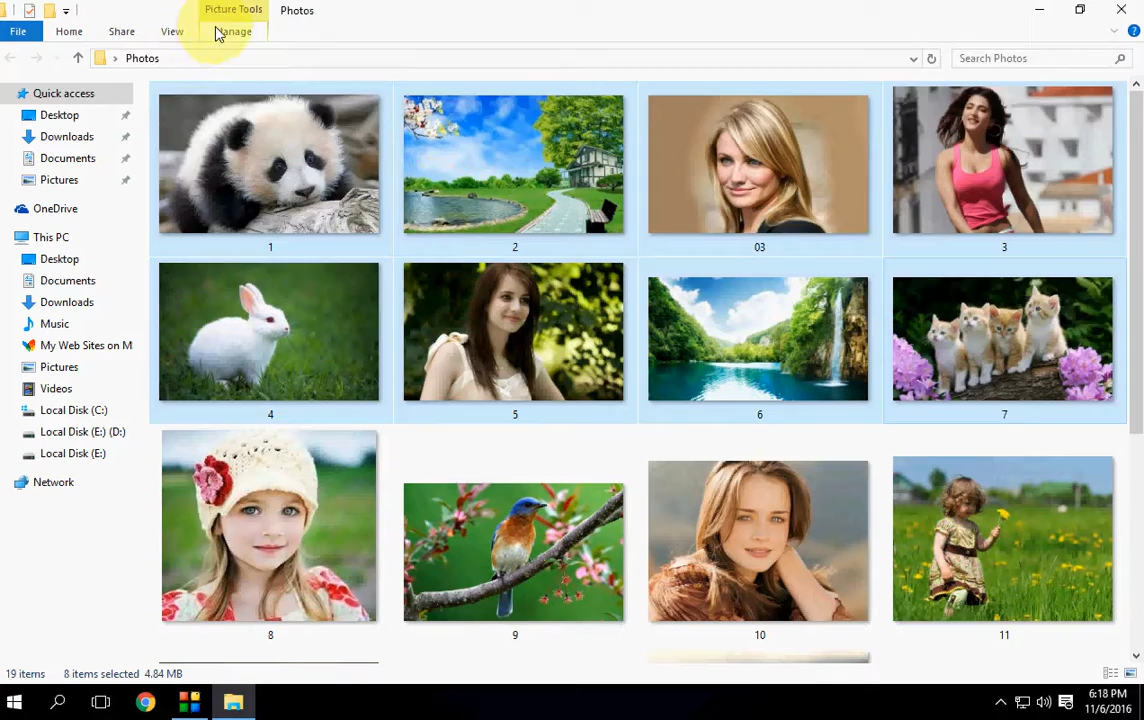 Picture Tools
Photos
File
Home
Share
View
Manage
Photos
Search Photos
Quick access
Desktop
Downloads
Documents
Pictures
OneDrive
This PC
Desktop
Documents
Downloads
Music
My Web Sites on M
Pictures
Videos
Local Disk (C:)
Local Disk (E:) (D:)
Local Disk (E:)
Network
1
2
03
3
4
5
6
7
8
9
10
11
19 items
8 items selected 4.84 MB
6:18 PM
11/6/2016